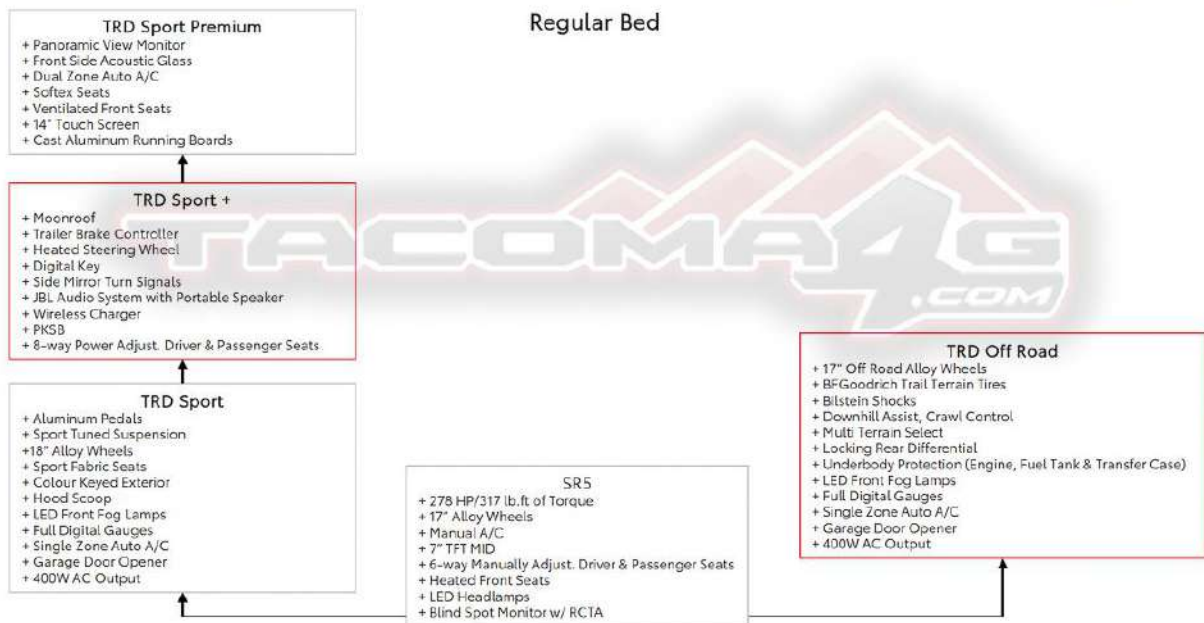 Regular Bed
TRD Sport Premium
+ Panoramic View Monitor
+ Front Side Acoustic Glass
+ Dual Zone Auto A/C
+ Softex Seats
+ Ventilated Front Seats
+ 14" Touch Screen
+ Cast Aluminum Running Boards
TRD Sport +
+ Moonroof
+ Trailer Brake Controller
+ Heated Steering Wheel
+ Digital Key
+ Side Mirror Turn Signals
+ JBL Audio System with Portable Speaker
+ Wireless Charger
+ PKSB
+ 8-way Power Adjust. Driver & Passenger Seats
TACOMA4G
.COM
TRD Sport
+ Aluminum Pedals
+ Sport Tuned Suspension
+18" Alloy Wheels
+ Sport Fabric Seats
+ Colour Keyed Exterior
+ Hood Scoop
+ LED Front Fog Lamps
+ Full Digital Gauges
+ Single Zone Auto A/C
+ Garage Door Opener
+ 400W AC Output
SR5
+ 278 HP/317 lb.ft of Torque
+ 17" Alloy Wheels
+ Manual A/C
+ 7" TFT MID
+ 6-way Manually Adjust. Driver & Passenger Seats
+ Heated Front Seats
+ LED Headlamps
+ Blind Spot Monitor w/ RCTA
TRD Off Road
+ 17" Off Road Alloy Wheels
+ BFGoodrich Trail Terrain Tires
+ Bilstein Shocks
+ Downhill Assist, Crawl Control
+ Multi Terrain Select
+ Locking Rear Differential
+ Underbody Protection (Engine, Fuel Tank & Transfer Case)
+ LED Front Fog Lamps
+ Full Digital Gauges
+ Single Zone Auto A/C
+ Garage Door Opener
+ 400W AC Output